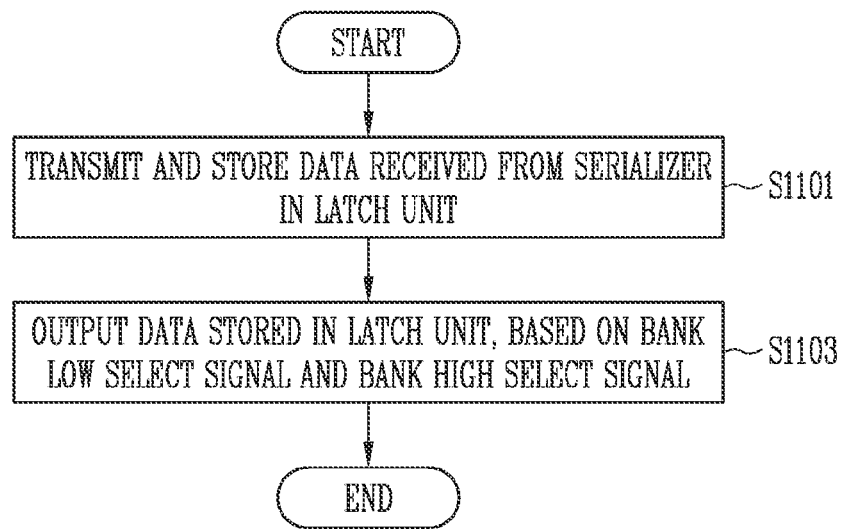 START
TRANSMIT AND STORE DATA RECEIVED FROM SERIALIZER
IN LATCH UNIT
S1101
OUTPUT DATA STORED IN LATCH UNIT, BASED ON BANK
LOW SELECT SIGNAL AND BANK HIGH SELECT SIGNAL
S1103
END